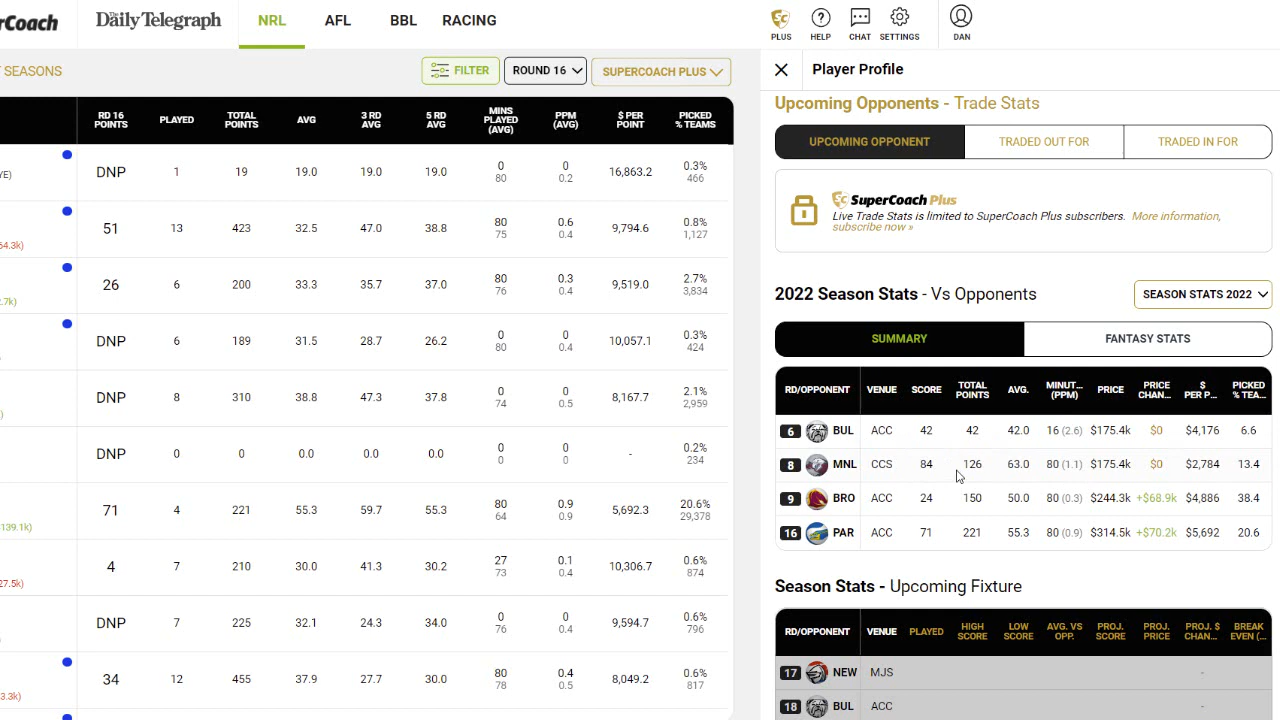 erCoach
The Daily Telegraph
NRL
AFL
BBL
RACING
PLUS
HELP
CHAT
SETTINGS
DAN
SEASONS
FILTER
ROUND 16
SUPERCOACH PLUS
RD 16 POINTS PLAYED TOTAL POINTS AVG 3 RD AVG 5 RD AVG MINS PLAYED (AVG) PPM (AVG) $ PER POINT PICKED % TEAMS
YE) DNP 1 19 19.0 19.0 19.0 0 80 0 0.2 16,863.2 0.3% 466
64.3k) 51 13 423 32.5 47.0 38.8 80 75 0.6 0.4 9,794.6 0.8% 1,127
.7k) 26 6 200 33.3 35.7 37.0 80 76 0.3 0.4 9,519.0 2.7% 3,834
DNP 6 189 31.5 28.7 26.2 0 80 0 0.4 10,057.1 0.3% 424
) DNP 8 310 38.8 47.3 37.8 0 74 0 0.5 8,167.7 2.1% 2,959
DNP 0 0 0.0 0.0 0.0 0 0 0 0 - 0.2% 234
139.1k) 71 4 221 55.3 59.7 55.3 80 64 0.9 0.9 5,692.3 20.6% 29,378
27.5k) 4 7 210 30.0 41.3 30.2 27 73 0.1 0.4 10,306.7 0.6% 874
DNP 7 225 32.1 24.3 34.0 0 76 0 0.4 9,594.7 0.6% 796
3.3k) 34 12 455 37.9 27.7 30.0 80 78 0.4 0.5 8,049.2 0.6% 817
Player Profile
Upcoming Opponents - Trade Stats
UPCOMING OPPONENT
TRADED OUT FOR
TRADED IN FOR
SC SuperCoach Plus
Live Trade Stats is limited to SuperCoach Plus subscribers. More information,
subscribe now »
2022 Season Stats - Vs Opponents
SEASON STATS 2022
SUMMARY
FANTASY STATS
RD/OPPONENT VENUE SCORE TOTAL POINTS AVG. MINUT... (PPM) PRICE PRICE CHAN... $ PER P... PICKED % TEA...
6 BUL ACC 42 42 42.0 16 (2.6) $175.4k $0 $4,176 6.6
8 MNL CCS 84 126 63.0 80 (1.1) $175.4k $0 $2,784 13.4
9 BRO ACC 24 150 50.0 80 (0.3) $244.3k +$68.9k $4,886 38.4
16 PAR ACC 71 221 55.3 80 (0.9) $314.5k +$70.2k $5,692 20.6
Season Stats - Upcoming Fixture
RD/OPPONENT VENUE PLAYED HIGH SCORE LOW SCORE AVG. VS OPP. PROJ. SCORE PROJ. PRICE PROJ. $ CHAN... BREAK EVEN (...
17 NEW MJS -
18 BUL ACC -